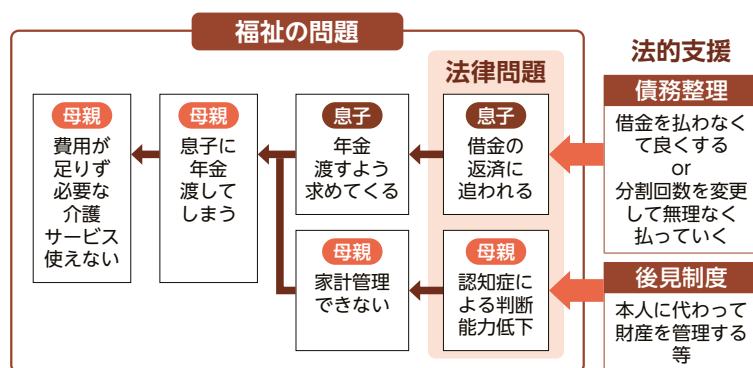 福祉の問題
法律問題
法的支援
母親
費用が
足りず
必要な
介護
サービス
使えない
母親
息子に
年金
渡して
しまう
息子
年金
渡すよう
求めてくる
息子
借金の
返済に
追われる
債務整理
借金を払わなく
て良くする
or
分割回数を変更
して無理なく
払っていく
母親
家計管理
できない
母親
認知症に
よる判断
能力低下
後見制度
本人に代わって
財産を管理する
等